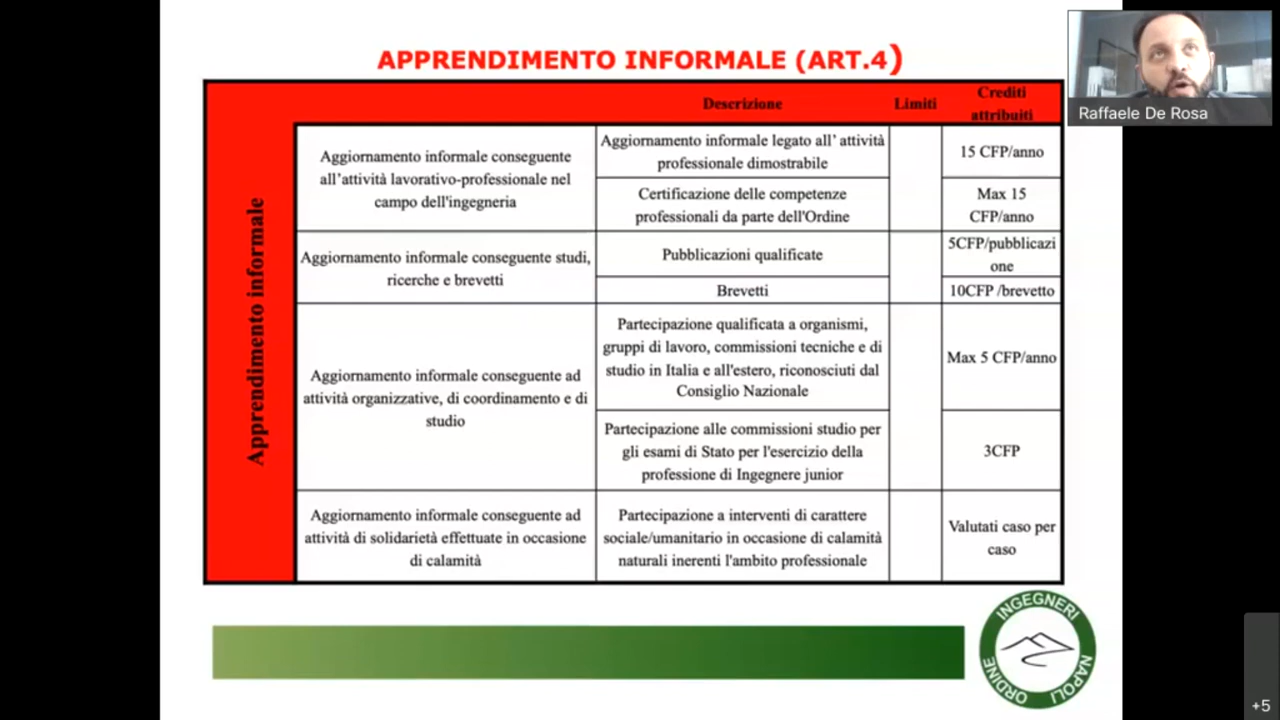 APPRENDIMENTO INFORMALE (ART.4)
Raffaele De Rosa
Descrizione
Limiti
Crediti
attribuiti
Apprendimento informale
Aggiornamento informale conseguente
all'attività lavorativo-professionale nel
campo dell'ingegneria
Aggiornamento informale legato all' attività
professionale dimostrabile
15 CFP/anno
Certificazione delle competenze
professionali da parte dell'Ordine
Max 15
CFP/anno
Aggiornamento informale conseguente studi,
ricerche e brevetti
Pubblicazioni qualificate
5CFP/pubblicazi
one
Brevetti
10CFP /brevetto
Aggiornamento informale conseguente ad
attività organizzative, di coordinamento e di
studio
Partecipazione qualificata a organismi,
gruppi di lavoro, commissioni tecniche e di
studio in Italia e all'estero, riconosciuti dal
Consiglio Nazionale
Max 5 CFP/anno
Partecipazione alle commissioni studio per
gli esami di Stato per l'esercizio della
professione di Ingegnere junior
3CFP
Aggiornamento informale conseguente ad
attività di solidarietà effettuate in occasione
di calamità
Partecipazione a interventi di carattere
sociale/umanitario in occasione di calamità
naturali inerenti l'ambito professionale
Valutati caso per
caso
ORDINE
INGEGNERI
NAPOLI
+5